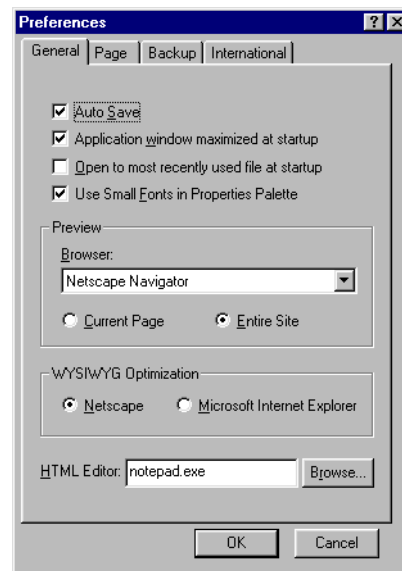 Preferences
General Page Backup International
Auto Save
Application window maximized at startup
Open to most recently used file at startup
Use Small Fonts in Properties Palette
Preview
Browser:
Netscape Navigator
Current Page Entire Site
WYSIWYG Optimization
Netscape Microsoft Internet Explorer
HTML Editor: notepad.exe Browse...
OK Cancel